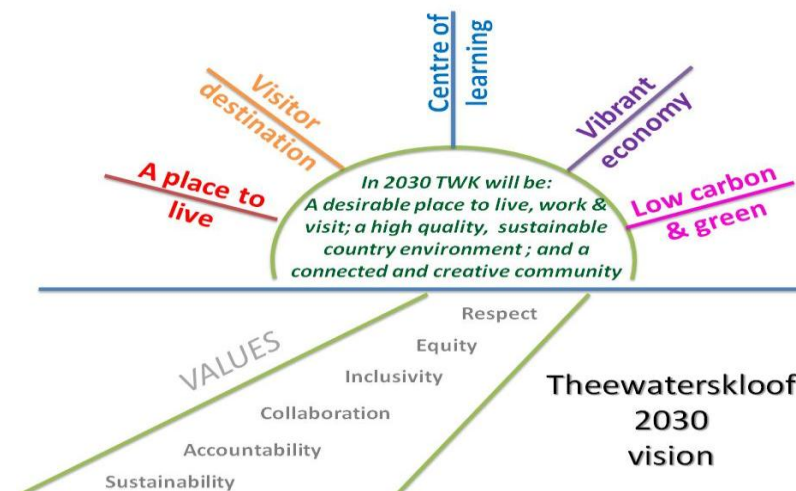 Centre of
learning
Visitor
destination
Vibrant
economy
A place to
live
Low carbon
& green
In 2030 TWK will be:
A desirable place to live, work &
visit; a high quality, sustainable
country environment ; and a
connected and creative community
VALUES
Respect
Equity
Inclusivity
Collaboration
Accountability
Sustainability
Theewaterskloof
2030
vision